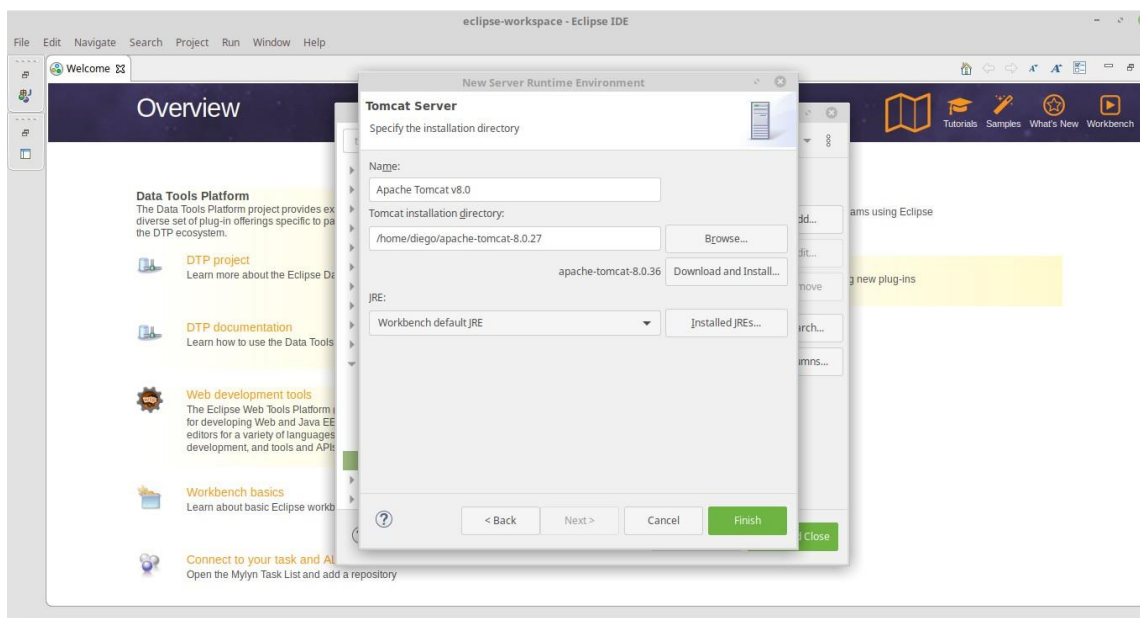 eclipse-workspace - Eclipse IDE
File Edit Navigate Search Project Run Window Help
Welcome
Overview
Tutorials Samples What's New Workbench
New Server Runtime Environment
Tomcat Server
Specify the installation directory
Name:
Apache Tomcat v8.0
Tomcat installation directory:
/home/diego/apache-tomcat-8.0.27 Browse...
apache-tomcat-8.0.36 Download and Install...
JRE:
Workbench default JRE Installed JREs...
< Back Next > Cancel Finish
Data Tools Platform
The Data Tools Platform project provides ex
diverse set of plug-in offerings specific to pa
the DTP ecosystem.
DTP project
Learn more about the Eclipse Da
DTP documentation
Learn how to use the Data Tools
Web development tools
The Eclipse Web Tools Platform
for developing Web and Java EE
editors for a variety of languages
development, and tools and APIs
Workbench basics
Learn about basic Eclipse workb
Connect to your task and AL
Open the Mylyn Task List and add a repository
dd...
dit...
move
arch...
umns...
d Close
ams using Eclipse
g new plug-ins